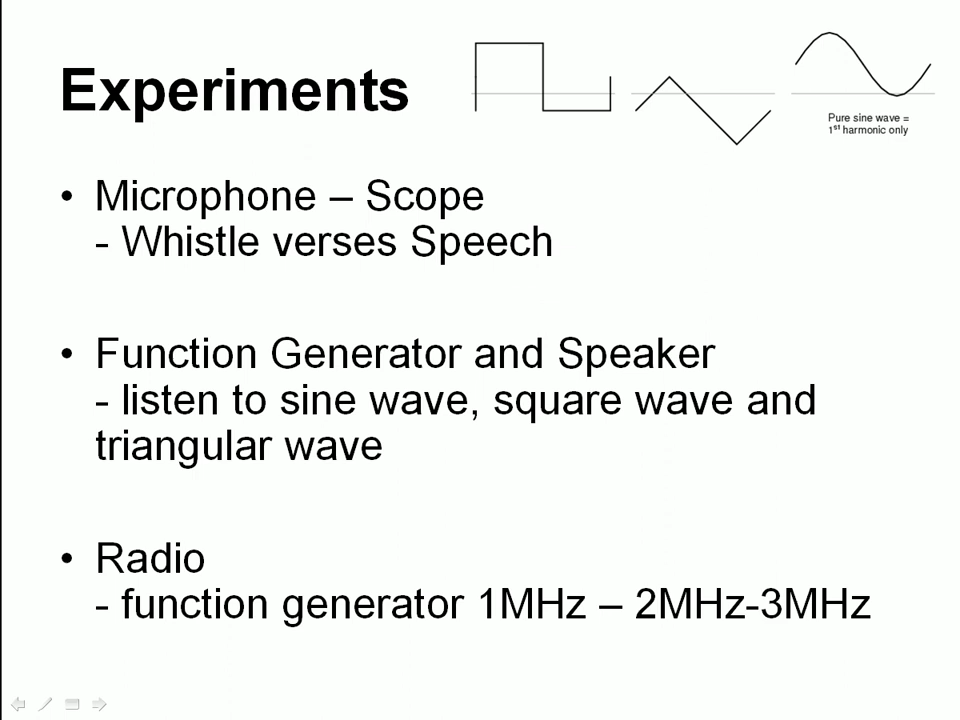 Experiments
Pure sine wave =
1st harmonic only
• Microphone – Scope
- Whistle verses Speech
• Function Generator and Speaker
- listen to sine wave, square wave and
triangular wave
• Radio
- function generator 1MHz – 2MHz-3MHz